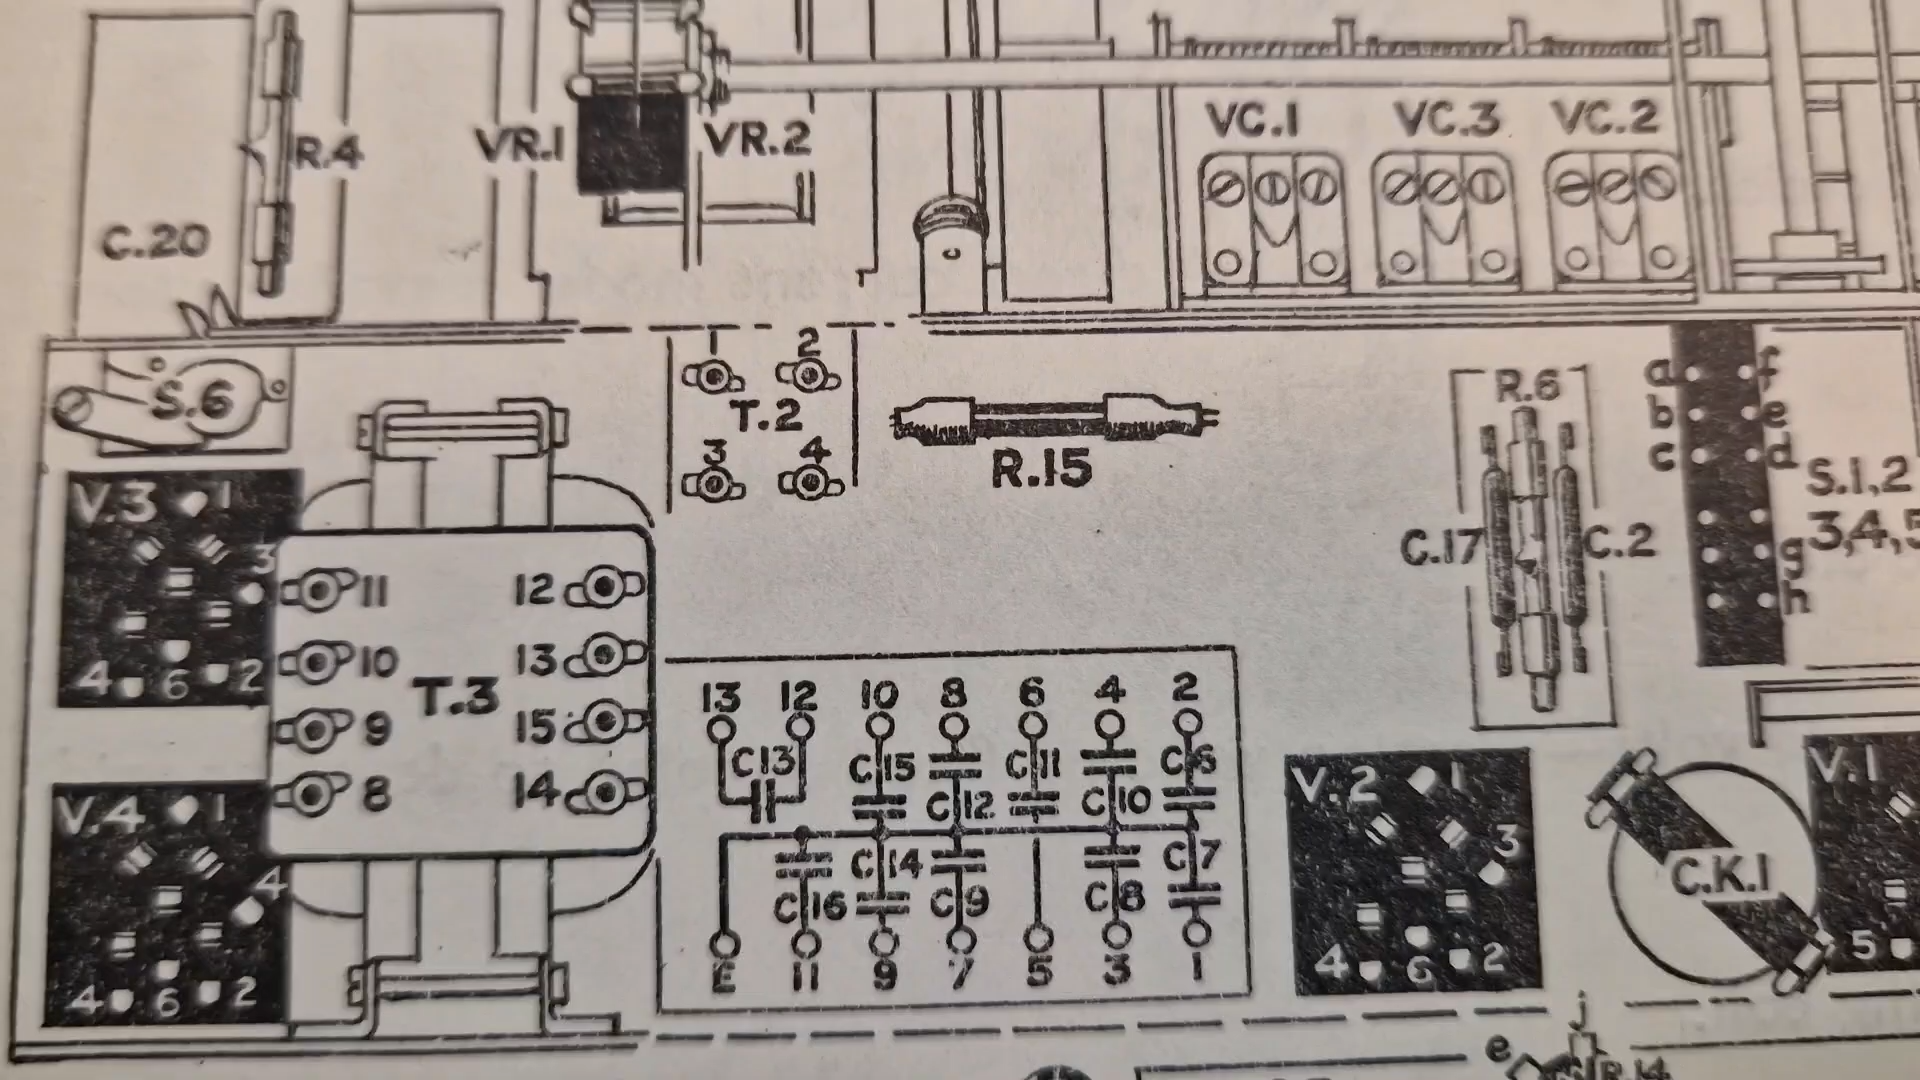 VC.1 VC.3 VC.2
R.4 VR.1 VR.2
C.20
1 2
T.2
3 4
S.6
R.15
R.6
C.17 C.2
a f
b e
c d
S.1,2
3,4,5
g
h
V.3 1
3
4 6 2
11 12
10 13
T.3
9 15
8 14
V.4 1
4
4 6 2
13 12 10 8 6 4 2
C13 C15 C11 C6
C12 C10
C14 C7
C16 C9 C8
E 11 9 7 5 3 1
V.2 1
3
4 6 2
C.K.1
V.1
5
j
e
R.14